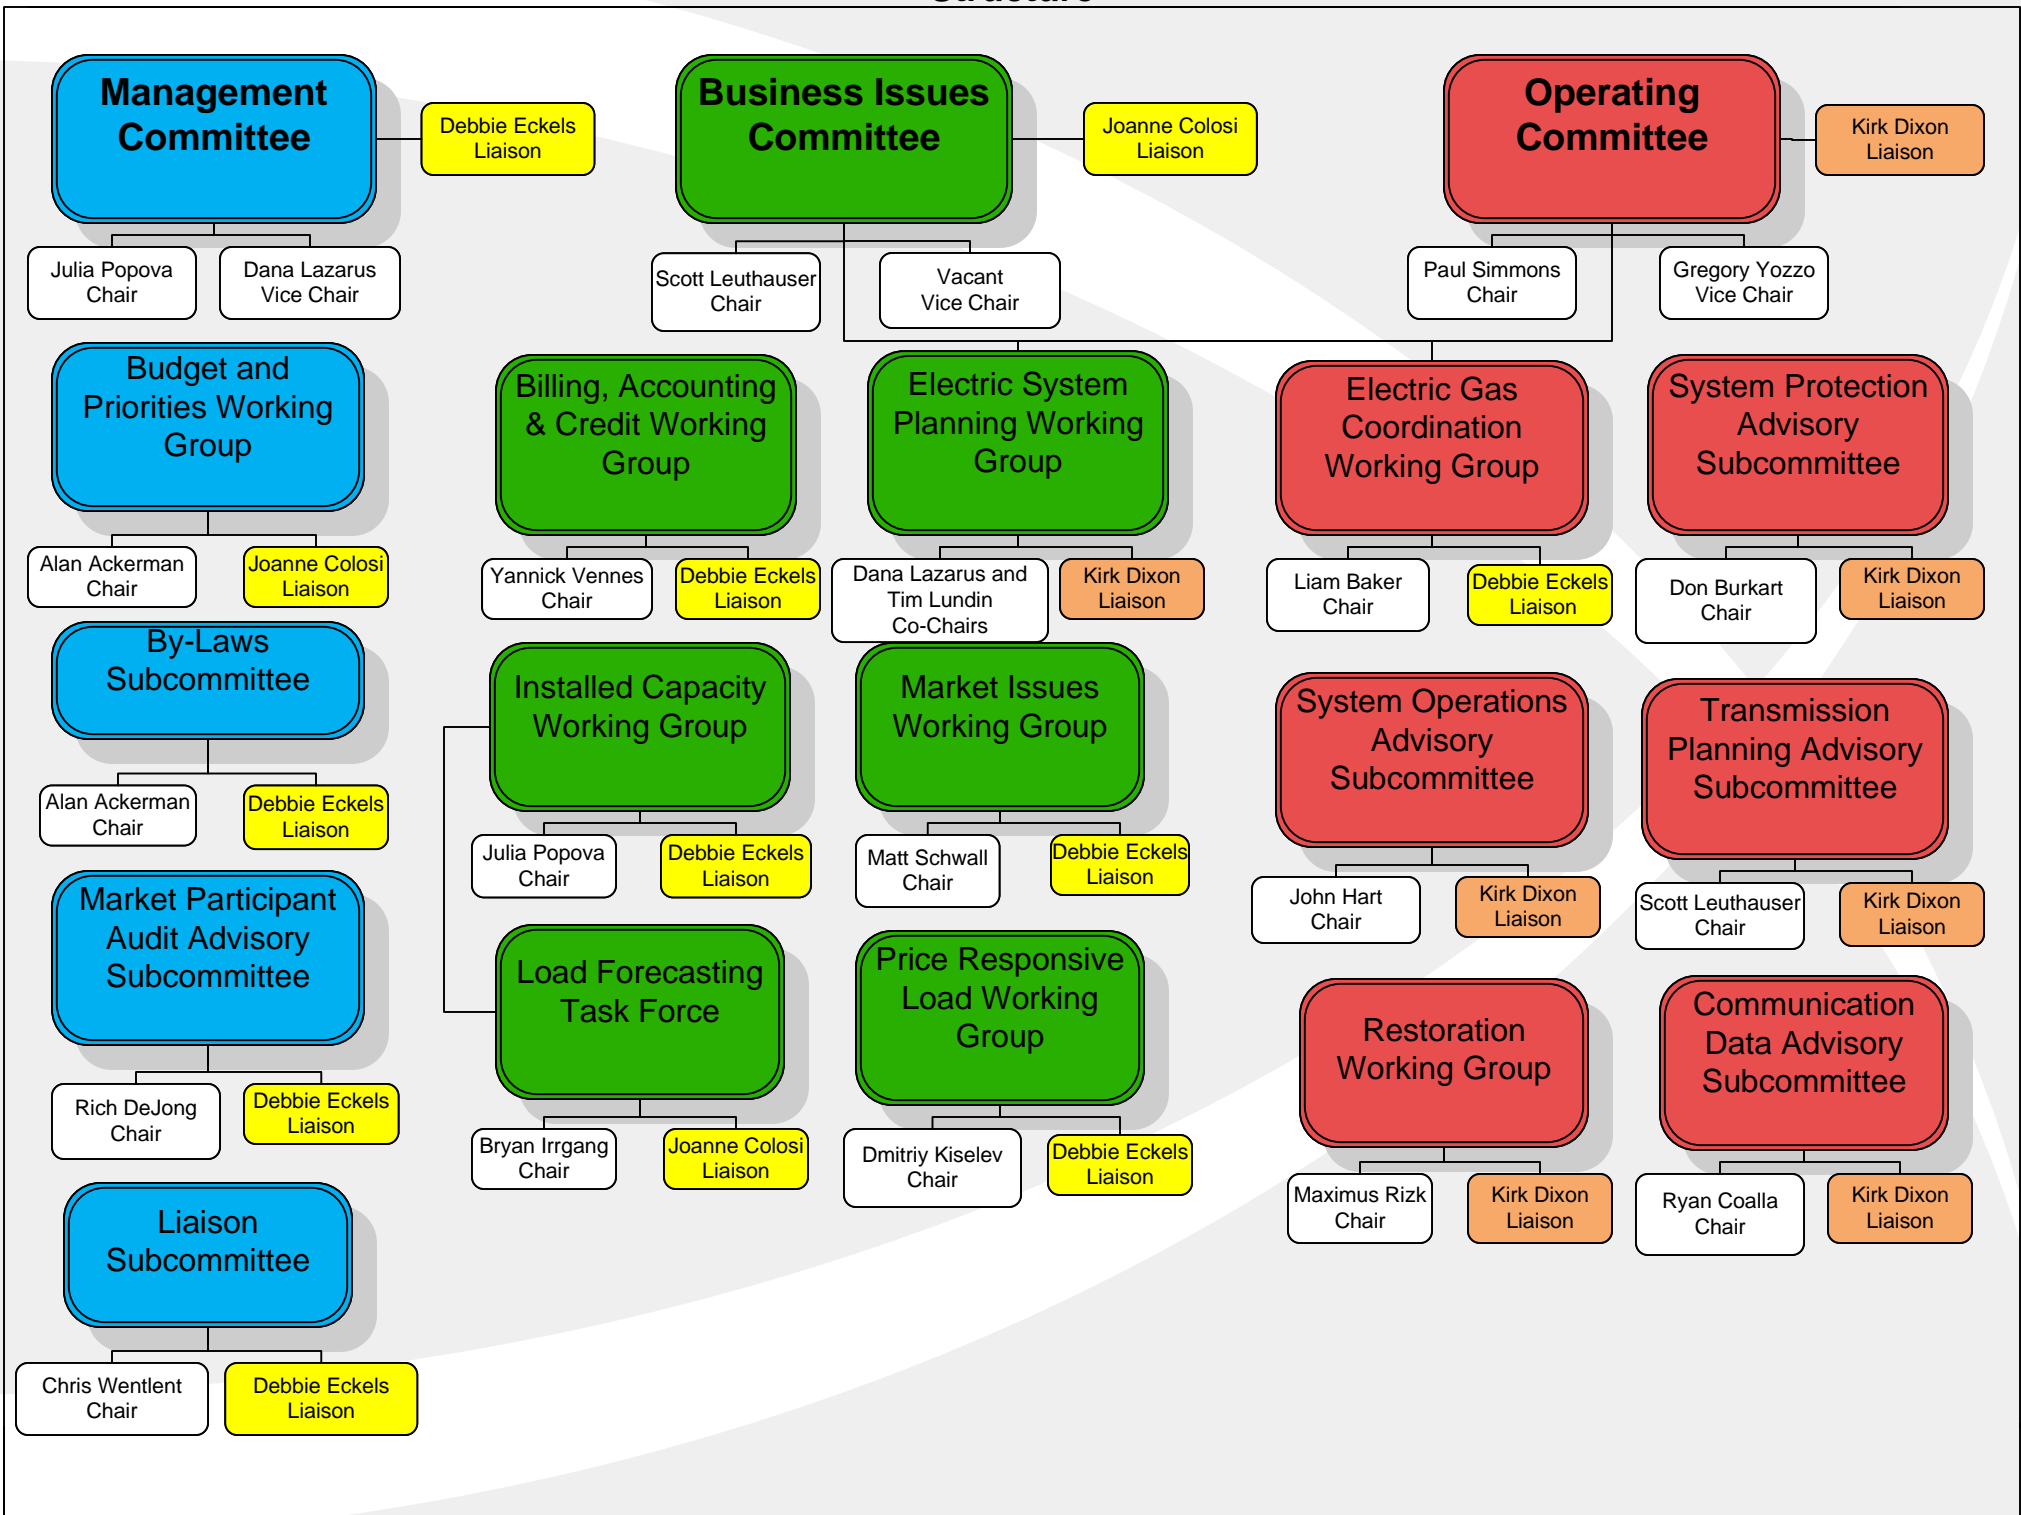 Structure
Management
Committee
Debbie Eckels
Liaison
Julia Popova
Chair
Dana Lazarus
Vice Chair
Business Issues
Committee
Joanne Colosi
Liaison
Scott Leuthauser
Chair
Vacant
Vice Chair
Operating
Committee
Kirk Dixon
Liaison
Paul Simmons
Chair
Gregory Yozzo
Vice Chair
Budget and
Priorities Working
Group
Alan Ackerman
Chair
Joanne Colosi
Liaison
Billing, Accounting
& Credit Working
Group
Yannick Vennes
Chair
Debbie Eckels
Liaison
Electric System
Planning Working
Group
Dana Lazarus and
Tim Lundin
Co-Chairs
Kirk Dixon
Liaison
Electric Gas
Coordination
Working Group
Liam Baker
Chair
Debbie Eckels
Liaison
System Protection
Advisory
Subcommittee
Don Burkart
Chair
Kirk Dixon
Liaison
By-Laws
Subcommittee
Alan Ackerman
Chair
Debbie Eckels
Liaison
Installed Capacity
Working Group
Julia Popova
Chair
Debbie Eckels
Liaison
Market Issues
Working Group
Matt Schwall
Chair
Debbie Eckels
Liaison
System Operations
Advisory
Subcommittee
John Hart
Chair
Kirk Dixon
Liaison
Transmission
Planning Advisory
Subcommittee
Scott Leuthauser
Chair
Kirk Dixon
Liaison
Market Participant
Audit Advisory
Subcommittee
Rich DeJong
Chair
Debbie Eckels
Liaison
Load Forecasting
Task Force
Bryan Irrgang
Chair
Joanne Colosi
Liaison
Price Responsive
Load Working
Group
Dmitriy Kiselev
Chair
Debbie Eckels
Liaison
Restoration
Working Group
Maximus Rizk
Chair
Kirk Dixon
Liaison
Communication
Data Advisory
Subcommittee
Ryan Coalla
Chair
Kirk Dixon
Liaison
Liaison
Subcommittee
Chris Wentlent
Chair
Debbie Eckels
Liaison